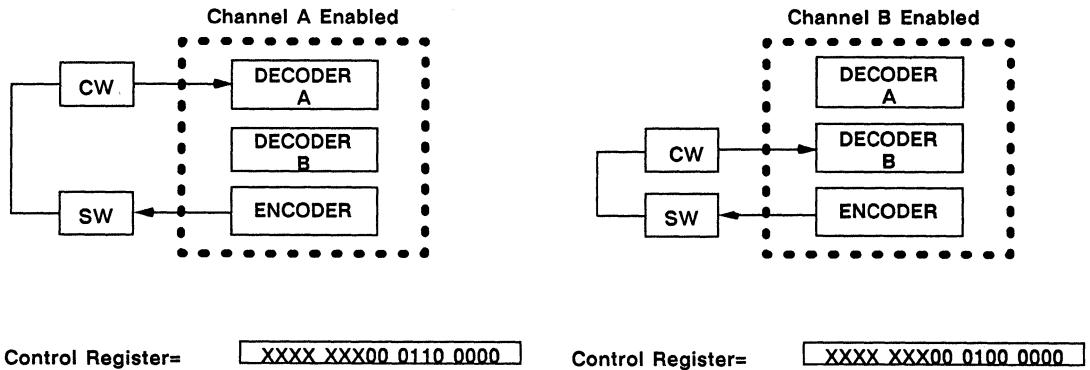 Channel A Enabled
CW
DECODER
A
DECODER
B
SW
ENCODER
Control Register=
XXXX XXX00 0110 0000
Channel B Enabled
DECODER
A
CW
DECODER
B
SW
ENCODER
Control Register=
XXXX XXX00 0100 0000